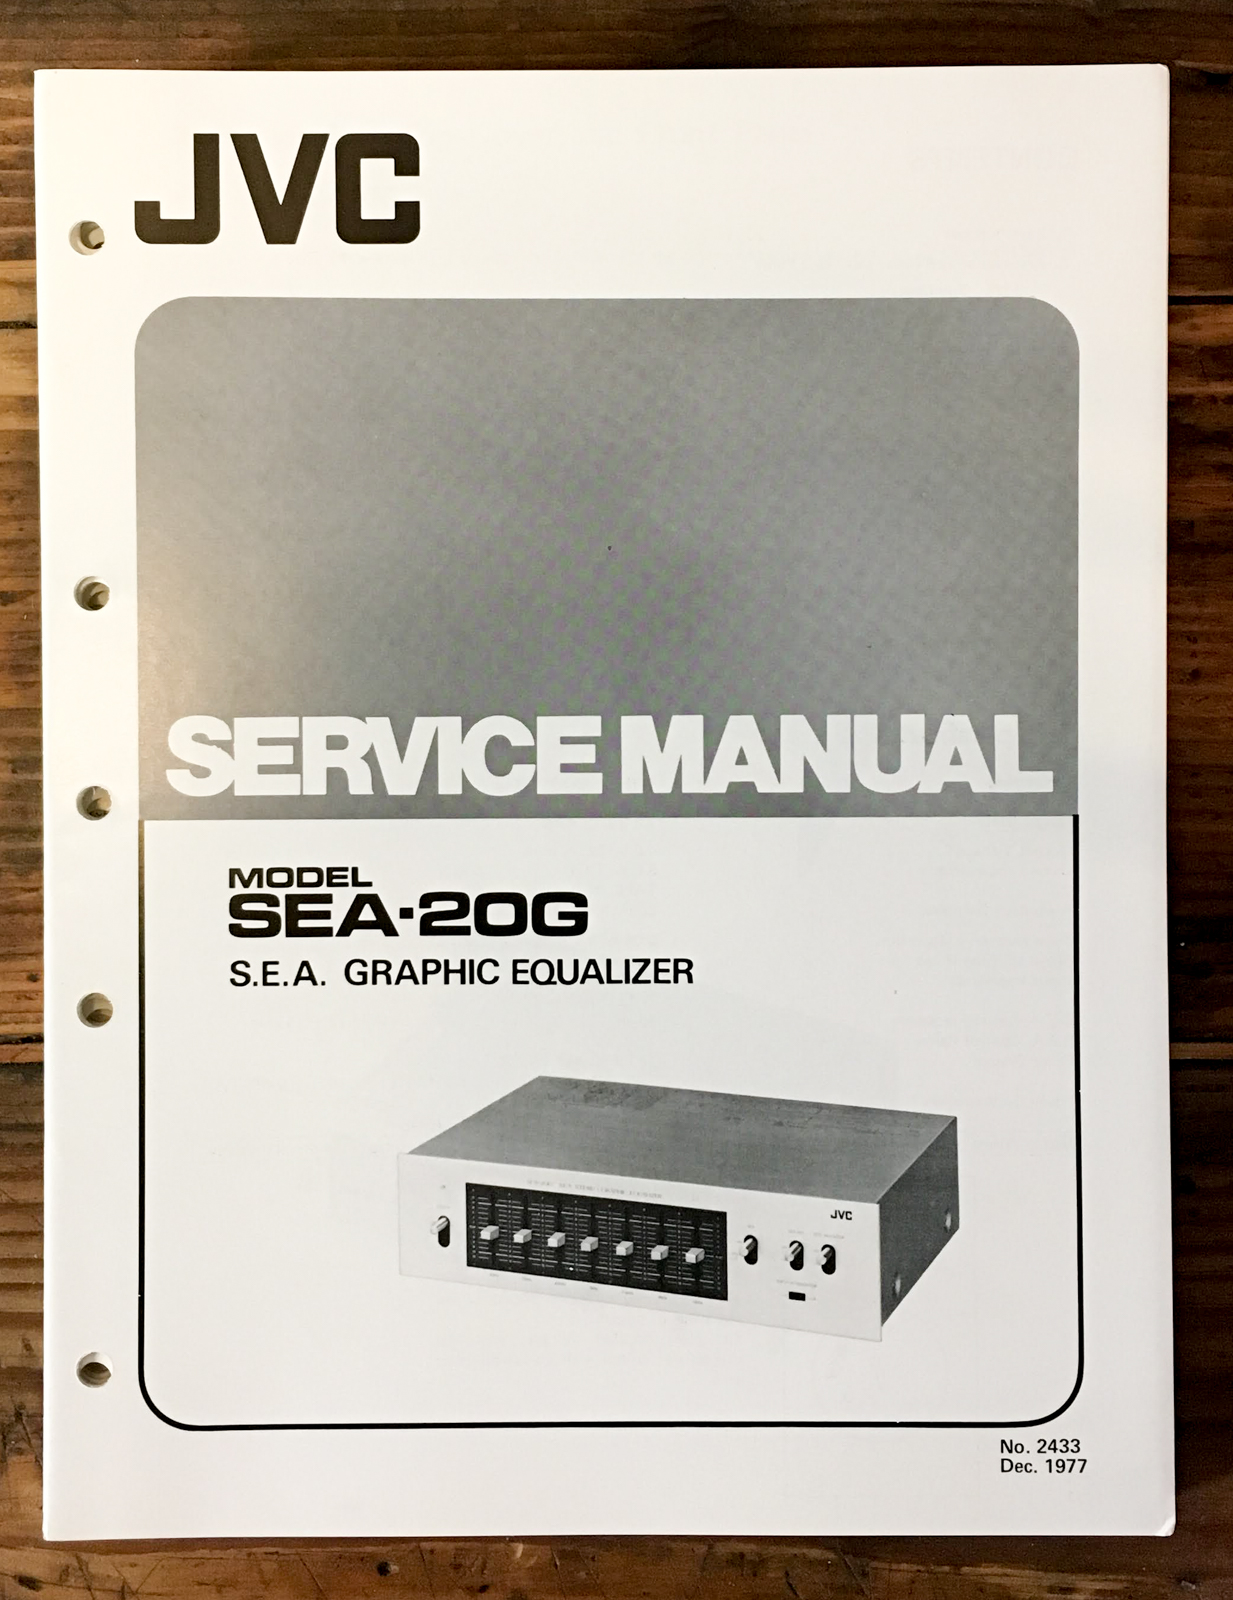 JVC
SERVICE MANUAL
MODEL
SEA-20G
S.E.A. GRAPHIC EQUALIZER
JVC
No. 2433
Dec. 1977